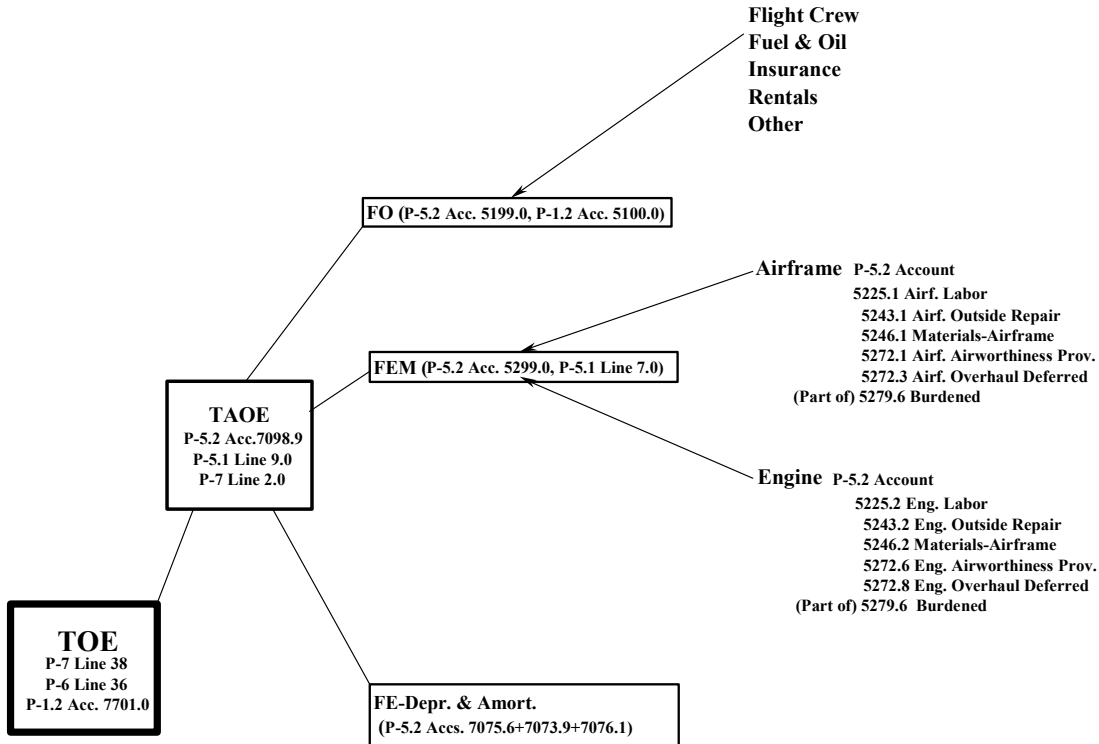 Flight Crew
Fuel & Oil
Insurance
Rentals
Other
FO (P-5.2 Acc. 5199.0, P-1.2 Acc. 5100.0)
Airframe P-5.2 Account
5225.1 Airf. Labor
5243.1 Airf. Outside Repair
5246.1 Materials-Airframe
5272.1 Airf. Airworthiness Prov.
5272.3 Airf. Overhaul Deferred
(Part of) 5279.6 Burdened
FEM (P-5.2 Acc. 5299.0, P-5.1 Line 7.0)
TAOE
P-5.2 Acc.7098.9
P-5.1 Line 9.0
P-7 Line 2.0
Engine P-5.2 Account
5225.2 Eng. Labor
5243.2 Eng. Outside Repair
5246.2 Materials-Airframe
5272.6 Eng. Airworthiness Prov.
5272.8 Eng. Overhaul Deferred
(Part of) 5279.6 Burdened
TOE
P-7 Line 38
P-6 Line 36
P-1.2 Acc. 7701.0
FE-Depr. & Amort.
(P-5.2 Accs. 7075.6+7073.9+7076.1)